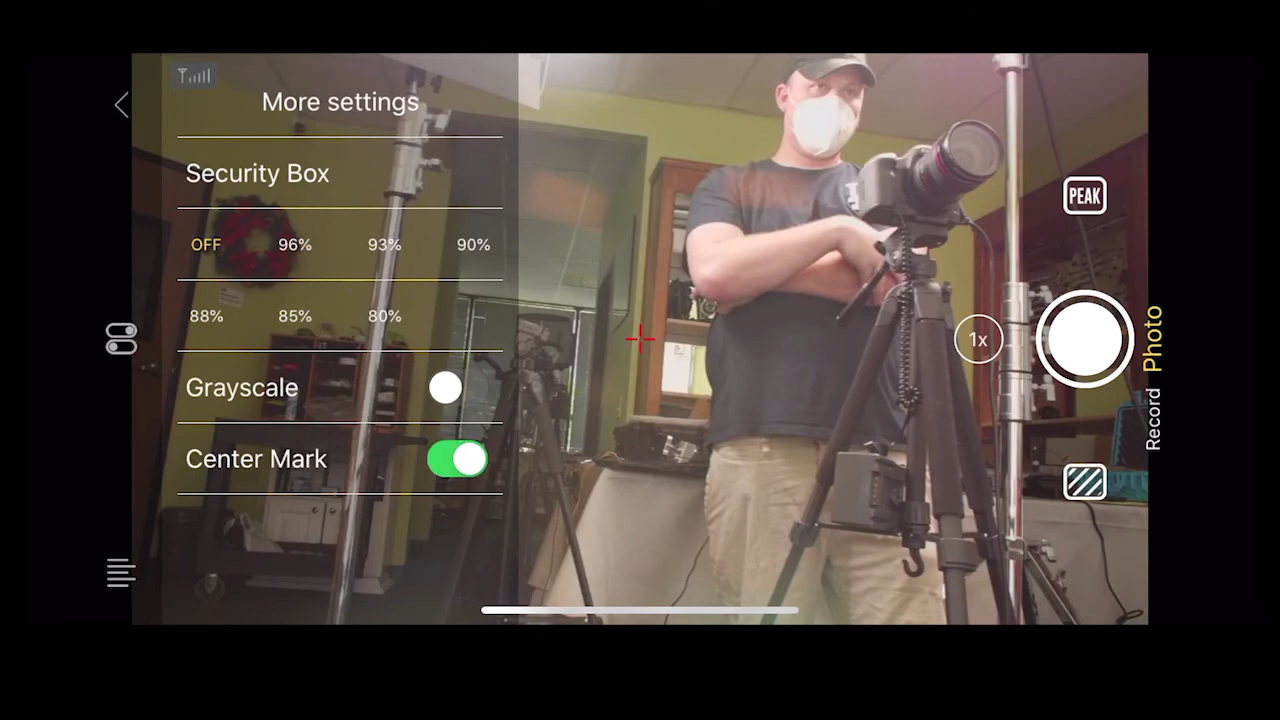 More settings
Security Box
OFF 96% 93% 90%
88% 85% 80%
Grayscale
Center Mark
PEAK
1x
Photo
Record